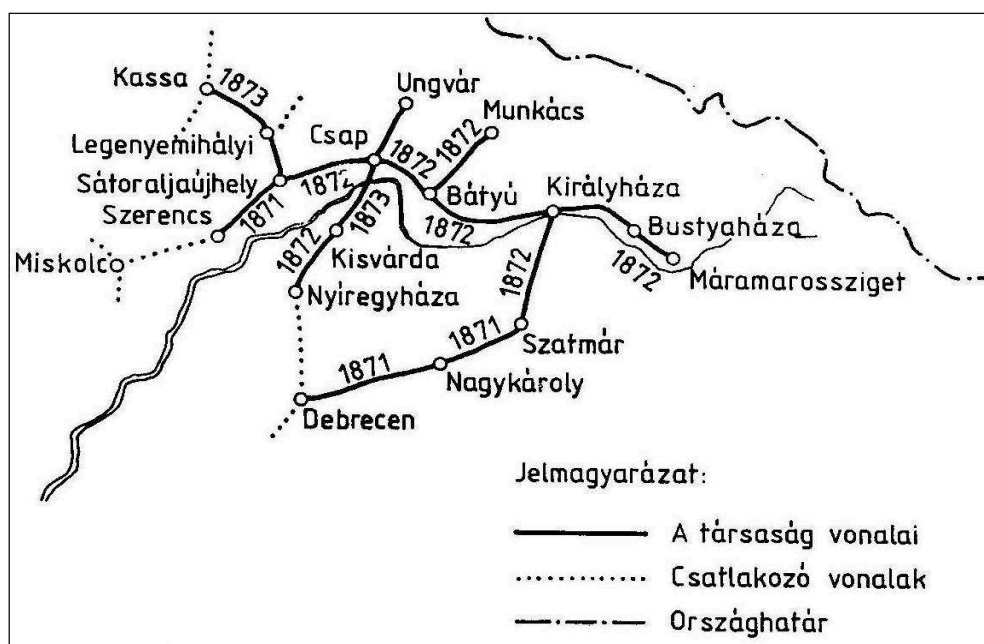 Kassa
1873
Ungvár
Munkács
Legenyemihályi
Csap
1872
1872
Sátoraljaújhely
1872
Bátyú
Királyháza
Szerencs
1871
1873
1872
Bustyaháza
Miskolc
1872
Kisvárda
1872
1872
Máramarossziget
Nyíregyháza
1871
Szatmár
1871
Nagykároly
Debrecen
Jelmagyarázat:
A társaság vonalai
Csatlakozó vonalak
Országhatár